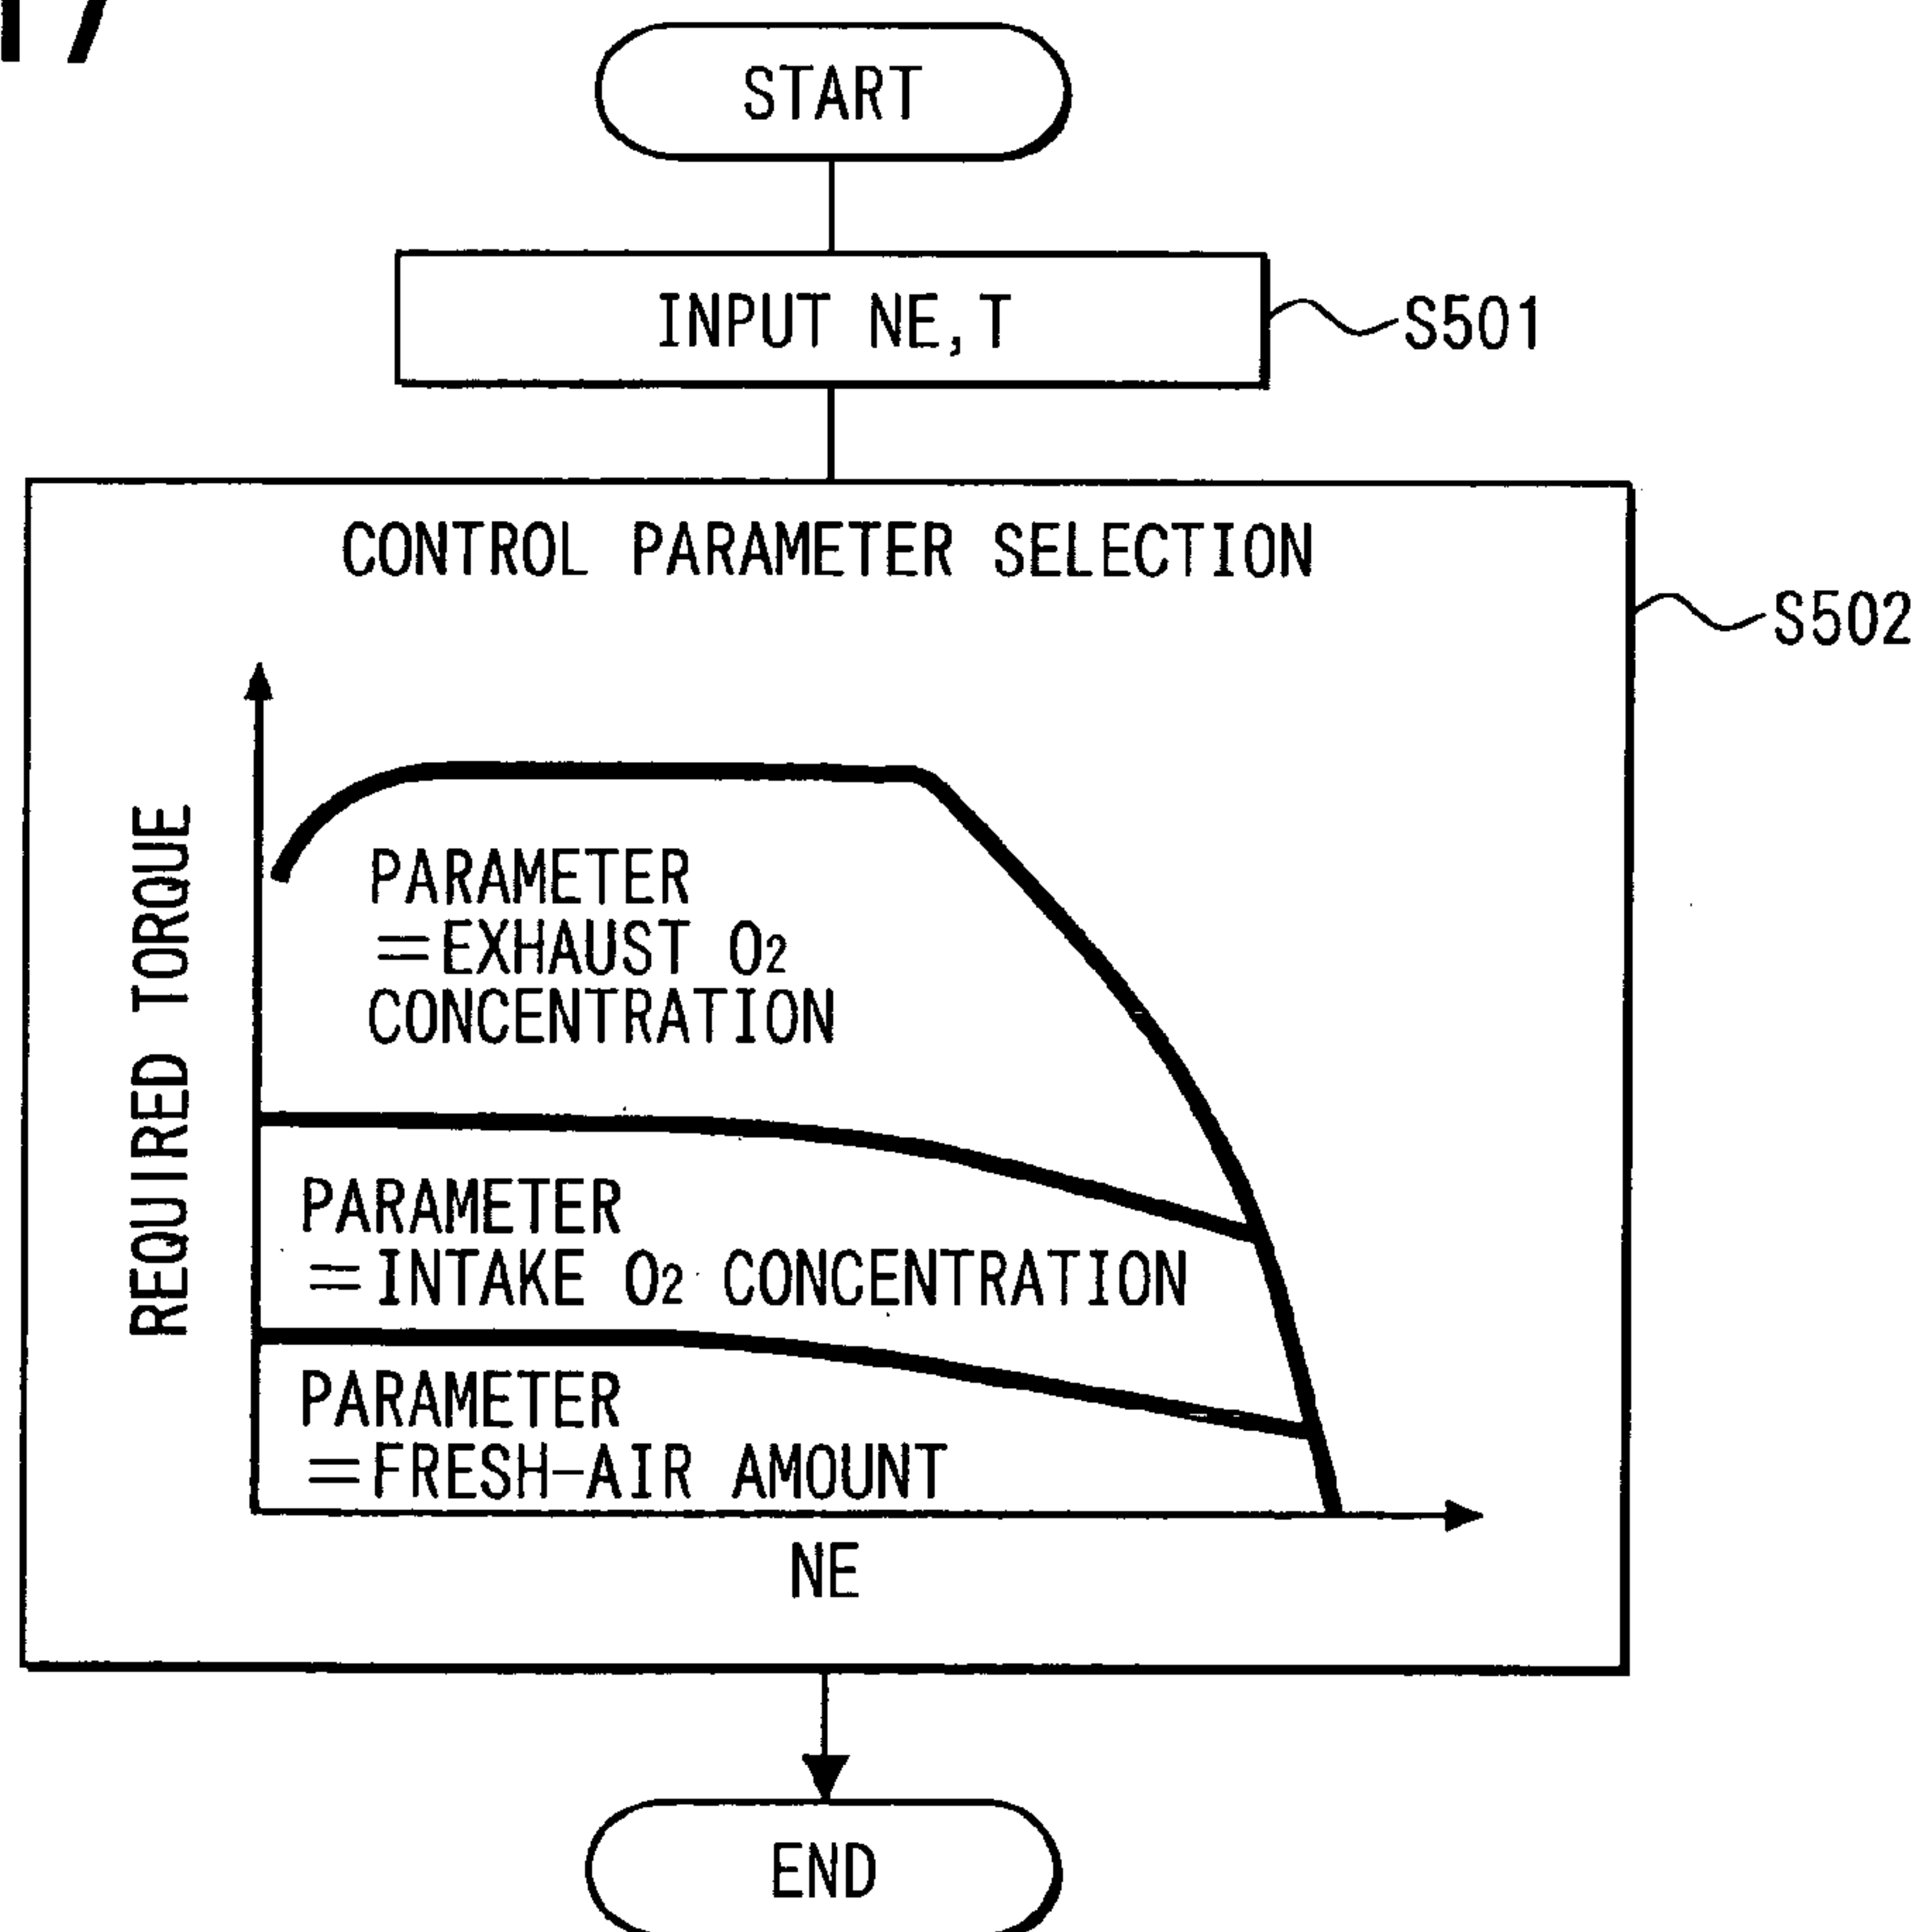 17
START
INPUT NE,T
S501
CONTROL PARAMETER SELECTION
S502
REQUIRED TORQUE
PARAMETER
=EXHAUST O2
CONCENTRATION
PARAMETER
=INTAKE O2 CONCENTRATION
PARAMETER
=FRESH-AIR AMOUNT
NE
END